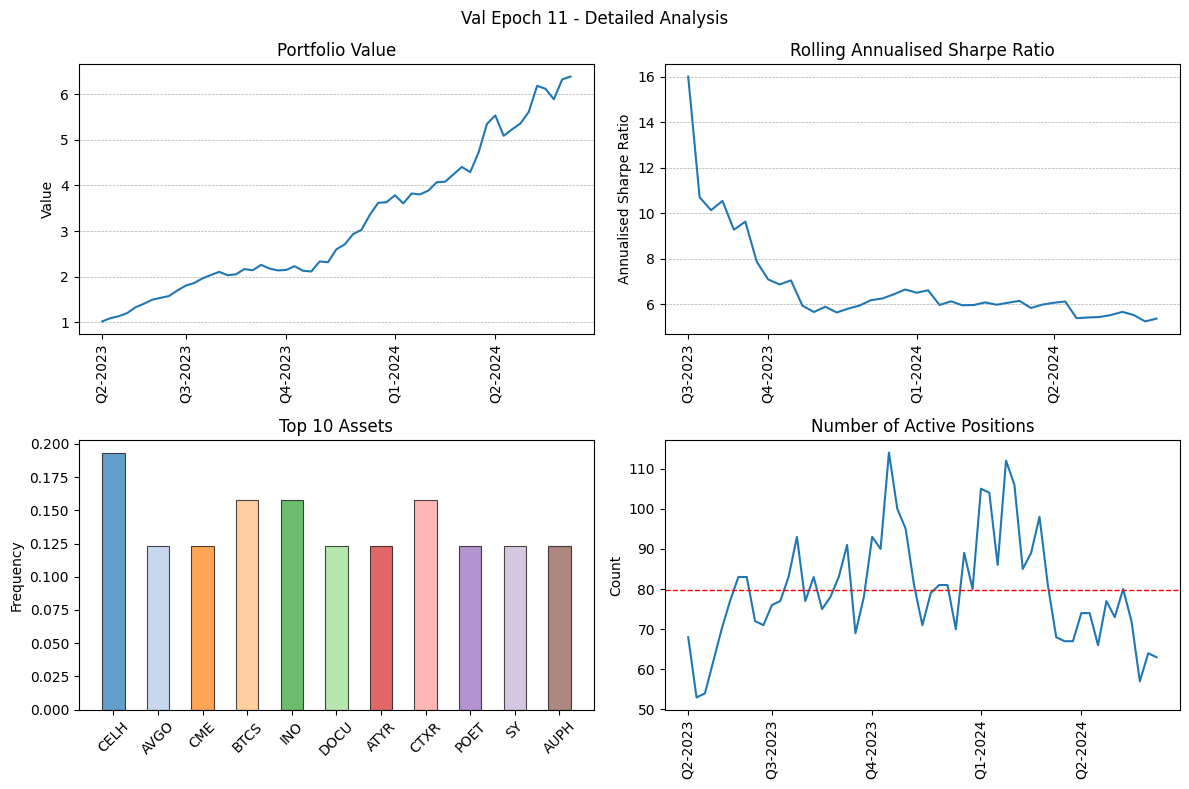 Val Epoch 11 - Detailed Analysis
Portfolio Value
Value
6
5
4
3
2
1
Q2-2023
Q3-2023
Q4-2023
Q1-2024
Q2-2024
Rolling Annualised Sharpe Ratio
Annualised Sharpe Ratio
16
14
12
10
8
6
Q3-2023
Q4-2023
Q1-2024
Q2-2024
Top 10 Assets
Frequency
0.200
0.175
0.150
0.125
0.100
0.075
0.050
0.025
0.000
CELH
AVGO
CME
BTCS
INO
DOCU
ATYR
CTXR
POET
SY
AUPH
Number of Active Positions
Count
110
100
90
80
70
60
50
Q2-2023
Q3-2023
Q4-2023
Q1-2024
Q2-2024